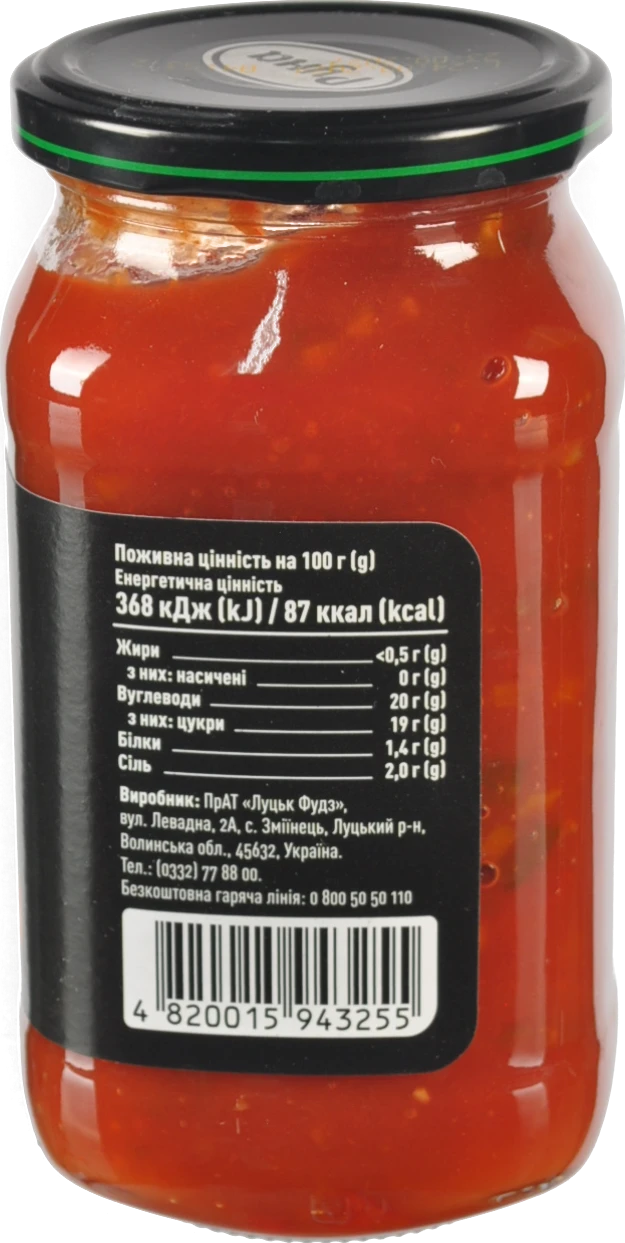 Руна
Поживна цінність на 100 г (g)
Енергетична цінність
368 кДж (kJ) / 87 ккал (kcal)
Жири <0,5 г (g)
з них: насичені 0 г (g)
Вуглеводи 20 г (g)
з них: цукри 19 г (g)
Білки 1,4 г (g)
Сіль 2,0 г (g)
Виробник: ПрАТ «Луцьк Фудз»,
вул. Левадна, 2А, с. Зміїнець, Луцький р-н,
Волинська обл., 45632, Україна.
Тел.: (0332) 77 88 00.
Безкоштовна гаряча лінія: 0 800 50 50 110
4 820015 943255